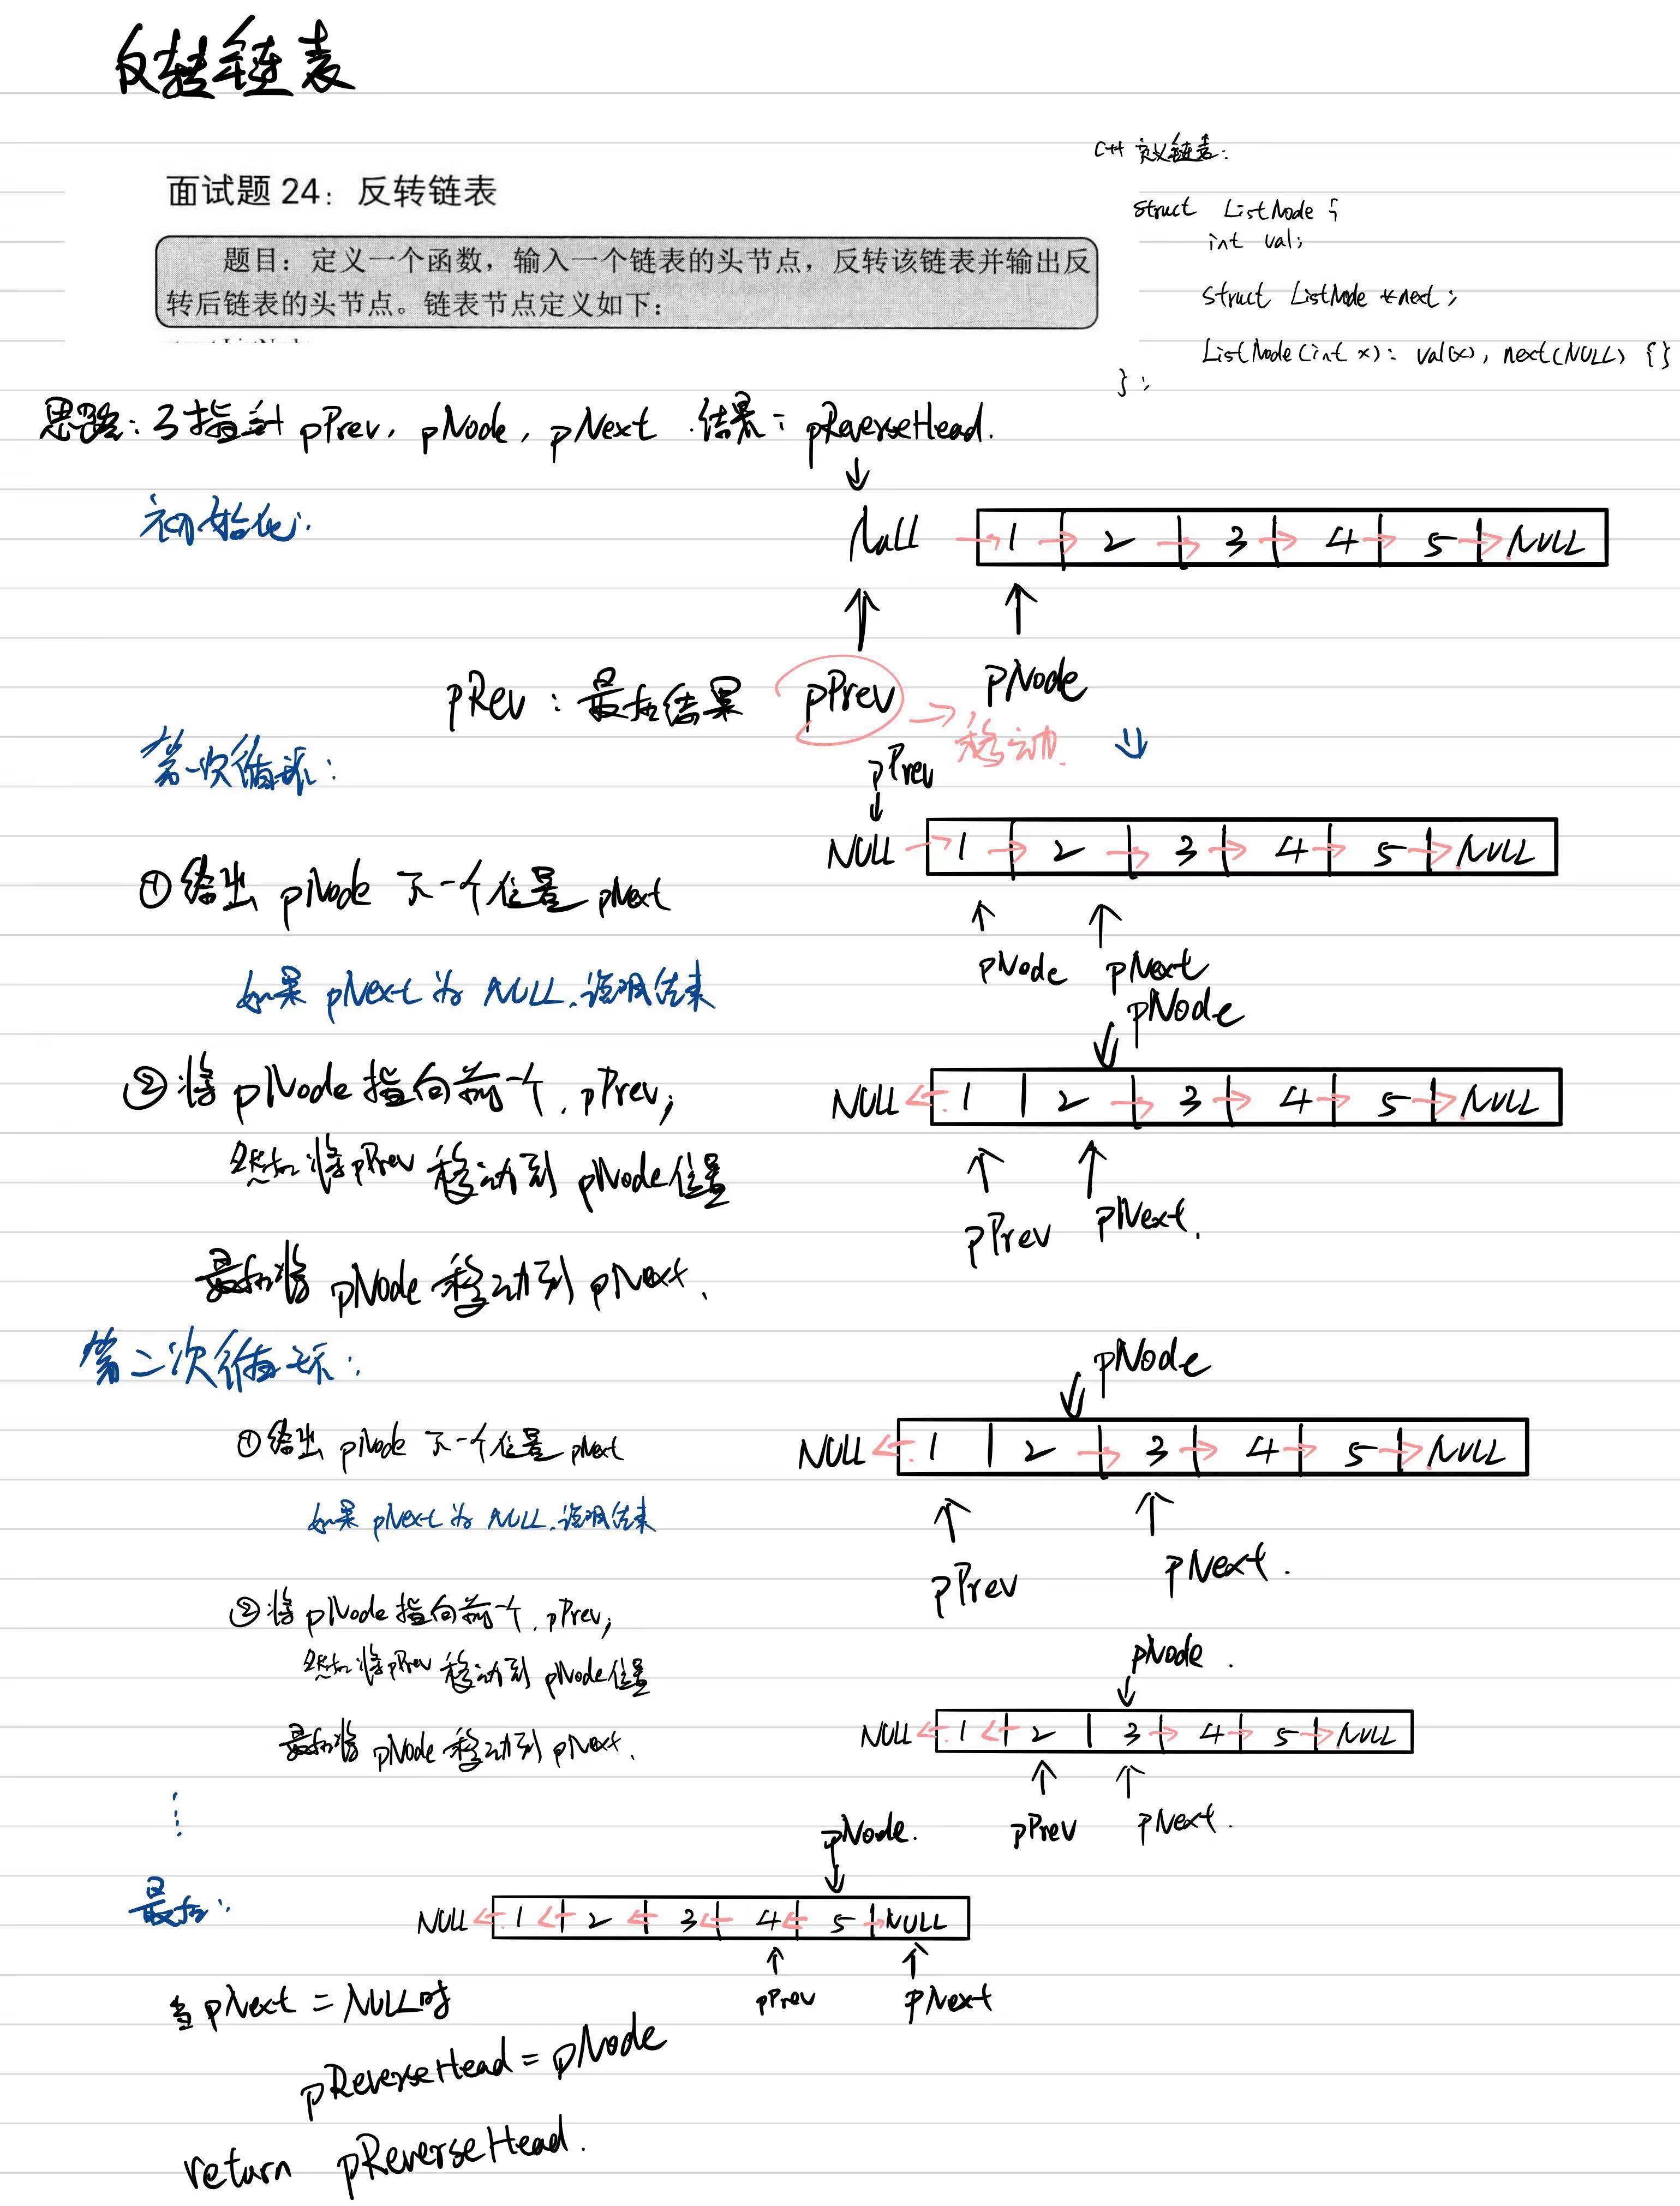 反转链表
C++ 定义链表:
面试题 24：反转链表
struct ListNode {
int val;
题目：定义一个函数，输入一个链表的头节点，反转该链表并输出反
转后链表的头节点。链表节点定义如下：
struct ListNode *next;
ListNode(int x): val(x), next(NULL) {}
};
思路: 3指针 pPrev, pNode, pNext. 结果: pReverseHead.
初始化:
NULL → 1 → 2 → 3 → 4 → 5 → NULL
pRev : 最后结果 pPrev → 移动. pNode
第一次循环:
pPrev
NULL → 1 → 2 → 3 → 4 → 5 → NULL
① 给出 pNode 下一个位置 pNext
pNode pNext
如果 pNext 为 NULL, 说明结束
pNode
② 将 pNode 指向前一个, pPrev;
NULL ← 1 2 → 3 → 4 → 5 → NULL
然后将 pPrev 移动到 pNode 位置
pPrev pNext.
最后将 pNode 移动到 pNext.
第二次循环:
pNode
① 给出 pNode 下一个位置 pNext
NULL ← 1 2 → 3 → 4 → 5 → NULL
如果 pNext 为 NULL, 说明结束
pPrev pNext.
② 将 pNode 指向前一个, pPrev;
然后将 pPrev 移动到 pNode 位置
pNode.
最后将 pNode 移动到 pNext.
NULL ← 1 ← 2 3 → 4 → 5 → NULL
pPrev pNext.
⋮
pNode.
最后:
NULL ← 1 ← 2 ← 3 ← 4 ← 5 → NULL
pPrev pNext
当 pNext = NULL 时
pReverseHead = pNode
return pReverseHead.